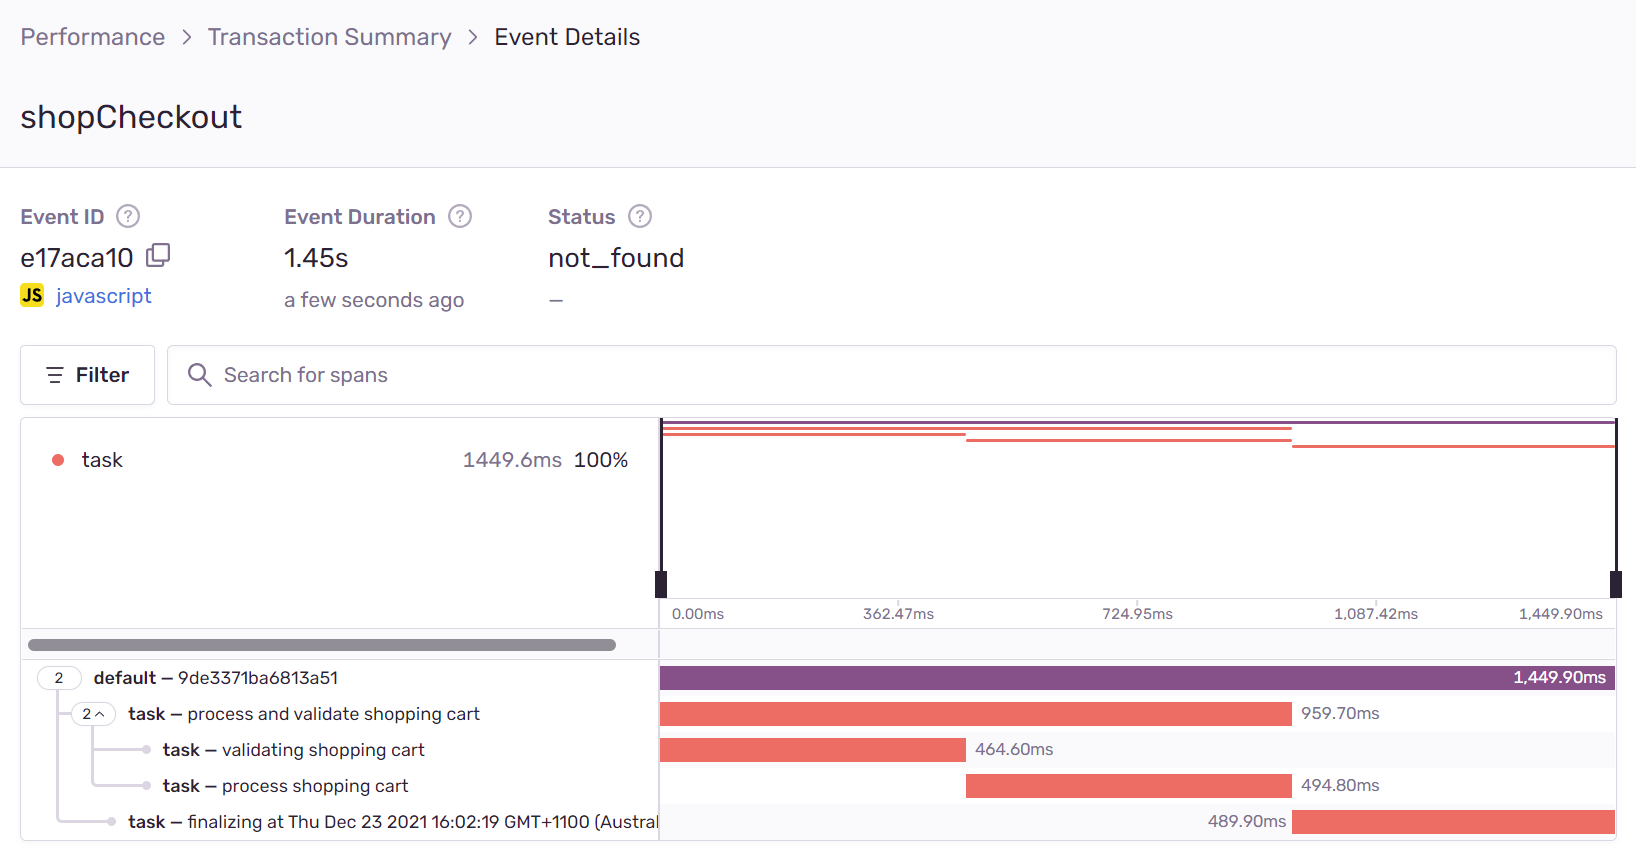 Performance > Transaction Summary > Event Details
shopCheckout
Event ID ? Event Duration ? Status ?
e17aca10 1.45s not_found
JS javascript a few seconds ago –
Filter Search for spans
task 1449.6ms 100%
0.00ms 362.47ms 724.95ms 1,087.42ms 1,449.90ms
2 default – 9de3371ba6813a51 1,449.90ms
2 task – process and validate shopping cart 959.70ms
task – validating shopping cart 464.60ms
task – process shopping cart 494.80ms
task – finalizing at Thu Dec 23 2021 16:02:19 GMT+1100 (Austral 489.90ms